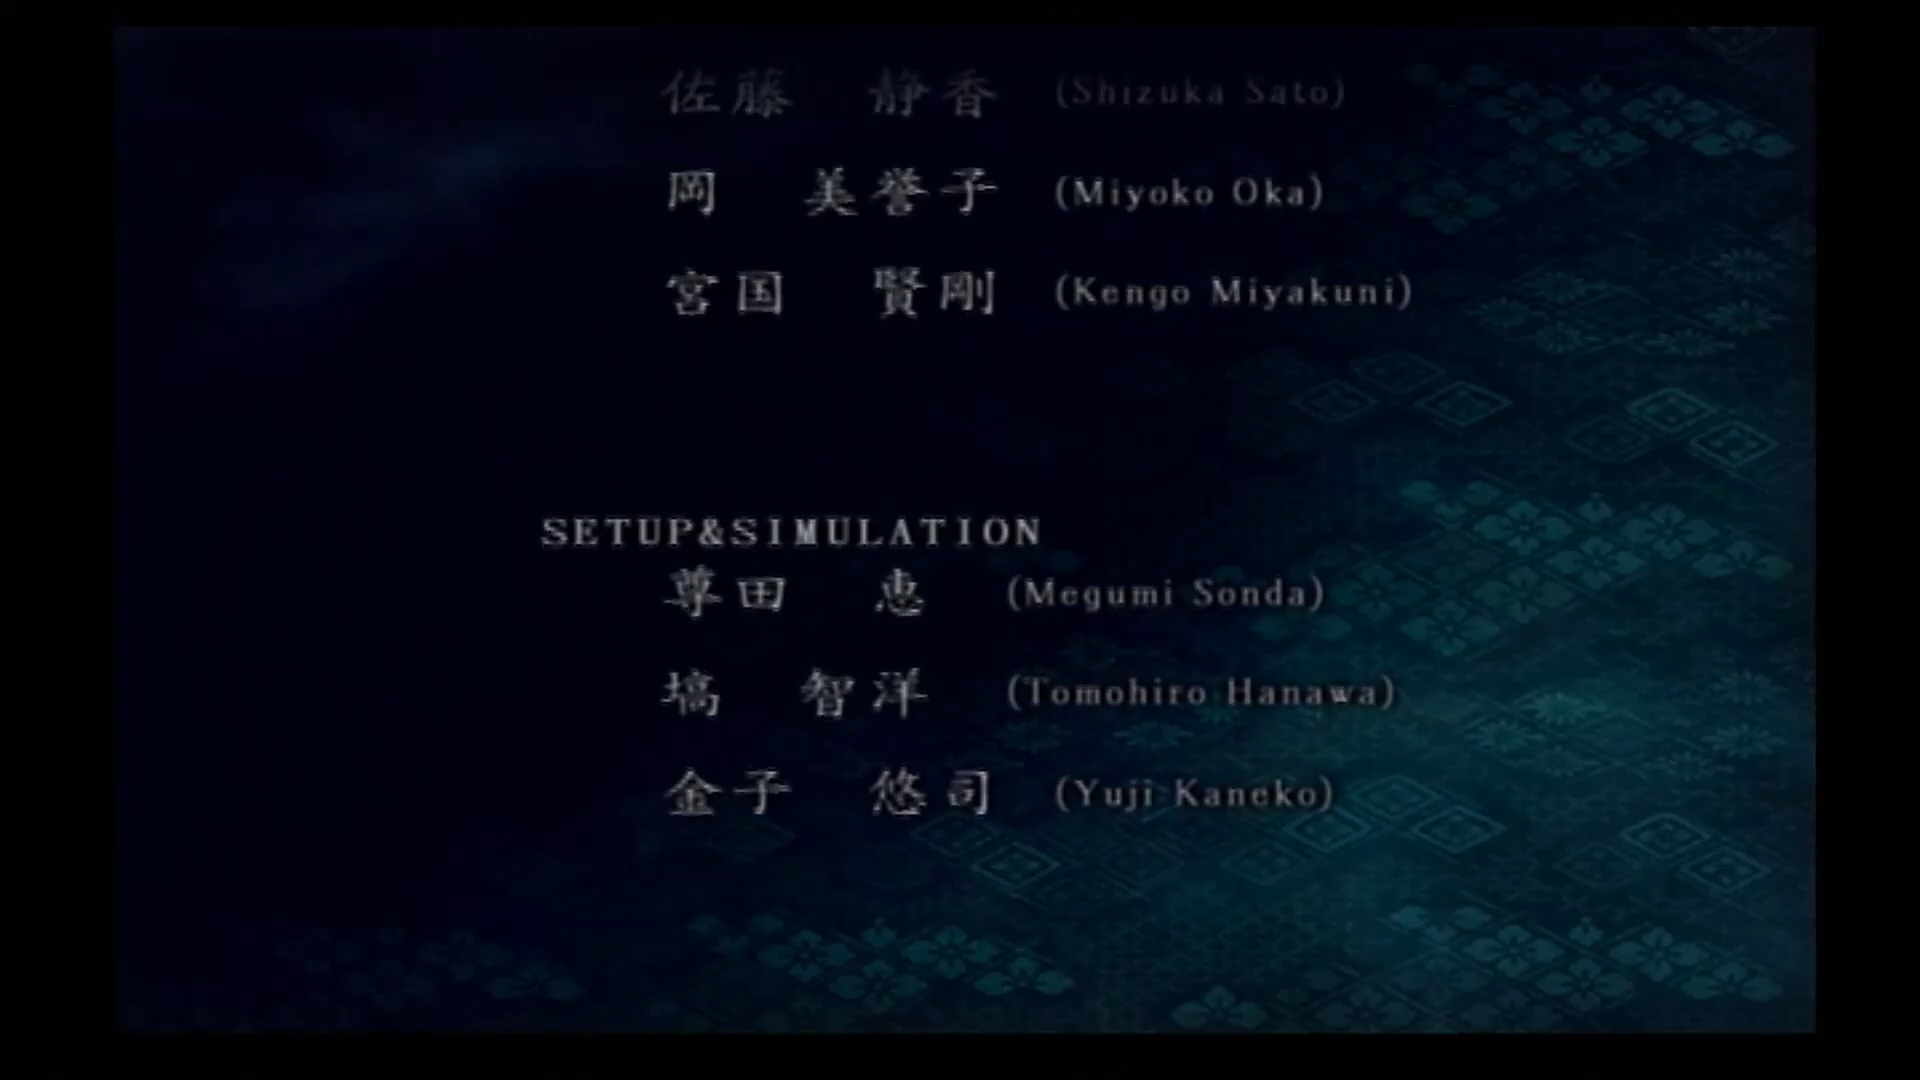 佐藤 静香 (Shizuka Sato)
岡 美誉子 (Miyoko Oka)
宮国 賢剛 (Kengo Miyakuni)
SETUP&SIMULATION
尊田 恵 (Megumi Sonda)
塙 智洋 (Tomohiro Hanawa)
金子 悠司 (Yuji Kaneko)